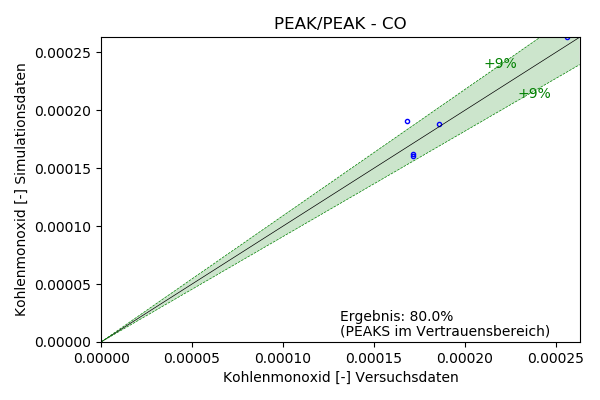 PEAK/PEAK - CO
Kohlenmonoxid [-] Simulationsdaten
0.00025
0.00020
0.00015
0.00010
0.00005
0.00000
+9%
+9%
Ergebnis: 80.0%
(PEAKS im Vertrauensbereich)
0.00000 0.00005 0.00010 0.00015 0.00020 0.00025
Kohlenmonoxid [-] Versuchsdaten